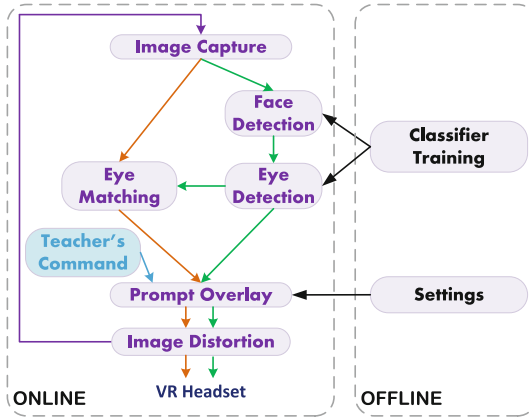 Image Capture
Face
Detection
Classifier
Training
Eye
Matching
Eye
Detection
Teacher's
Command
Prompt Overlay
Settings
Image Distortion
VR Headset
ONLINE
OFFLINE